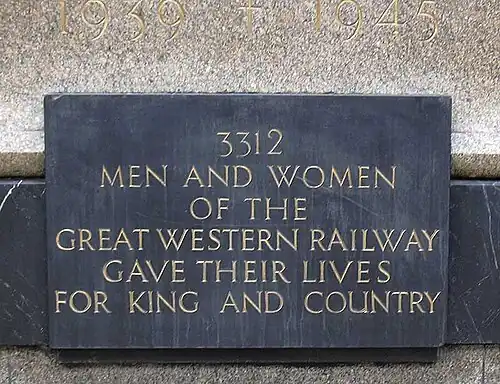 1939 † 1945
3312
MEN AND WOMEN
OF THE
GREAT WESTERN RAILWAY
GAVE THEIR LIVES
FOR KING AND COUNTRY